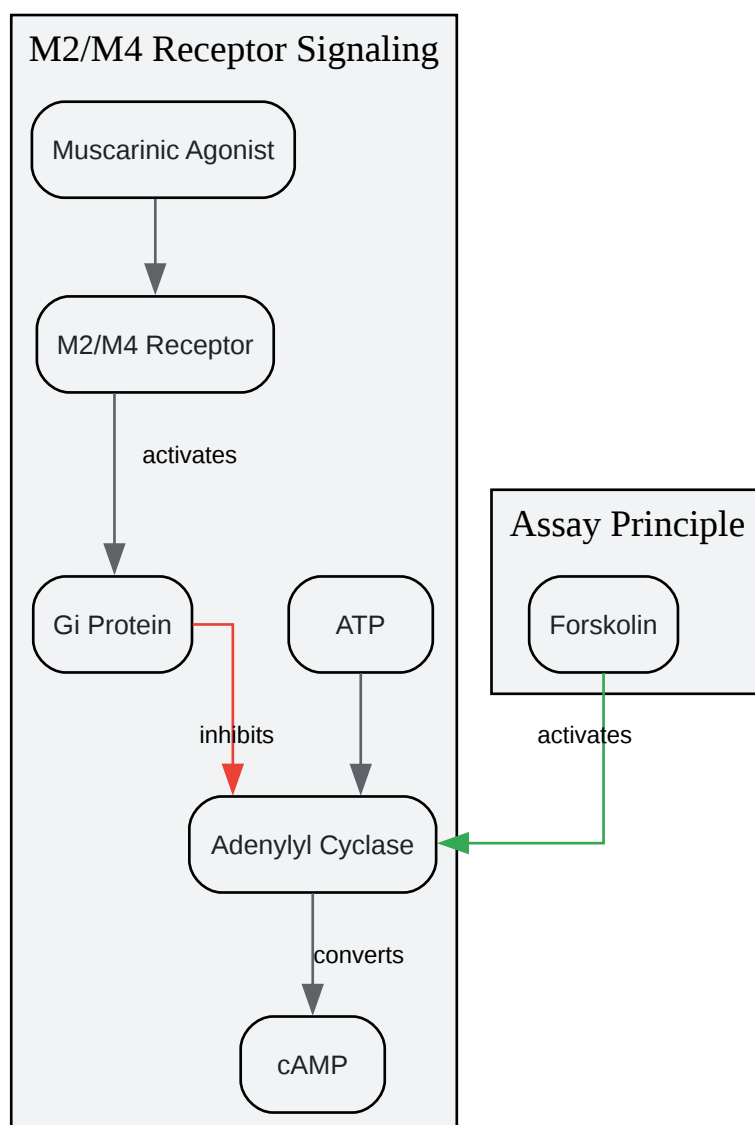 M2/M4 Receptor Signaling
Muscarinic Agonist
M2/M4 Receptor
activates
Assay Principle
Gi Protein
ATP
Forskolin
inhibits
activates
Adenylyl Cyclase
converts
cAMP